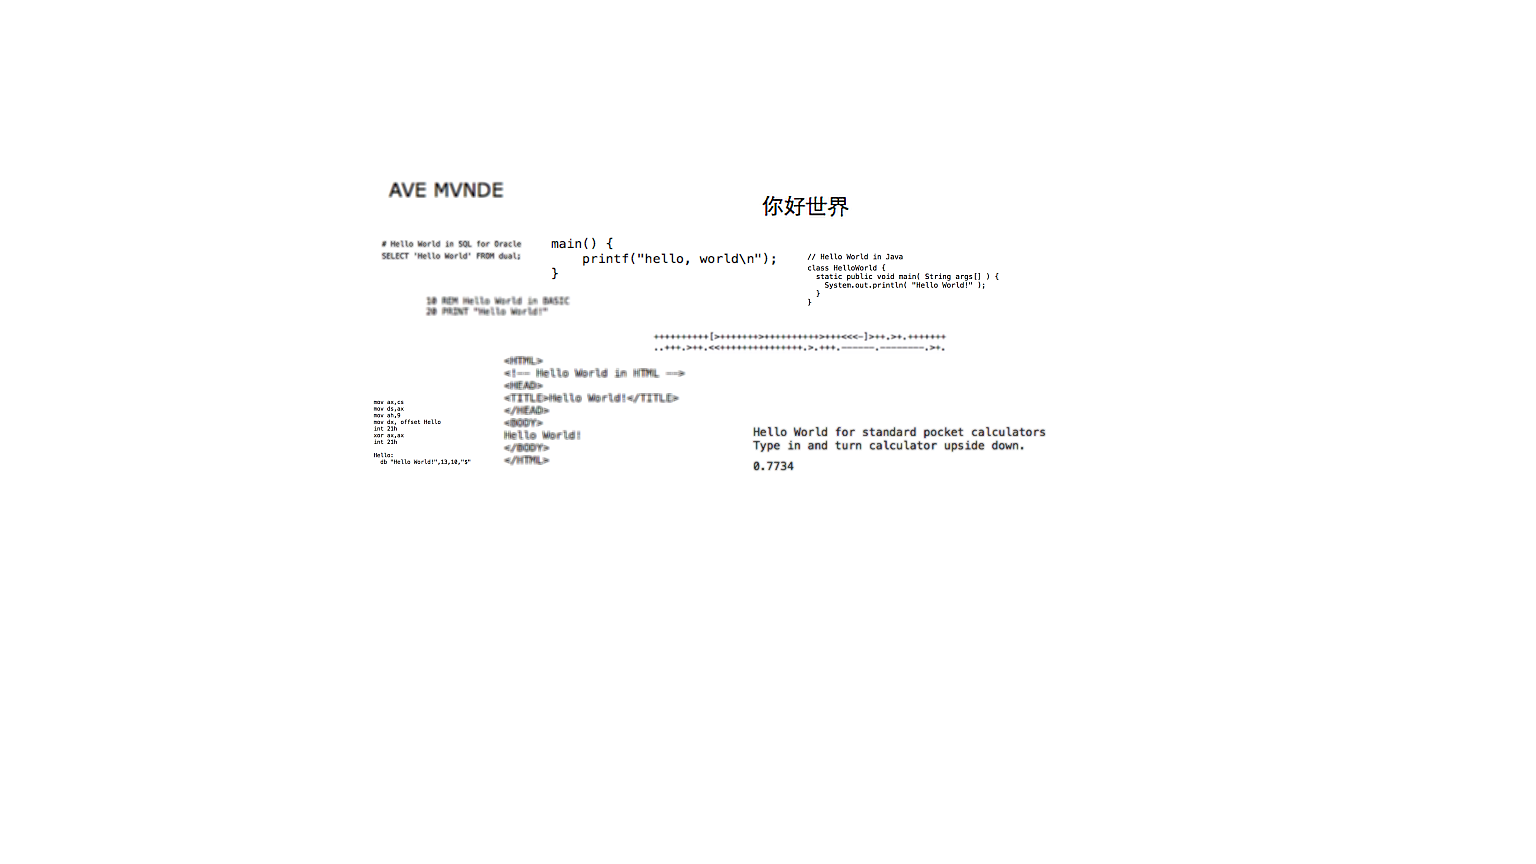 AVE MVNDE
你好世界
# Hello World in SQL for Oracle
SELECT 'Hello World' FROM dual;
main() {
    printf("hello, world\n");
}
// Hello World in Java
class HelloWorld {
  static public void main( String args[] ) {
    System.out.println( "Hello World!" );
  }
}
10 REM Hello World in BASIC
20 PRINT "Hello World!"
++++++++++[>+++++++>++++++++++>+++<<<-]>++.>+.+++++++
..+++.>++.<<+++++++++++++++.>.+++.------.--------.>+.
<HTML>
<!-- Hello World in HTML -->
<HEAD>
<TITLE>Hello World!</TITLE>
</HEAD>
<BODY>
Hello World!
</BODY>
</HTML>
mov ax,cs
mov ds,ax
mov ah,9
mov dx, offset Hello
int 21h
xor ax,ax
int 21h
Hello:
  db "Hello World!",13,10,"$"
Hello World for standard pocket calculators
Type in and turn calculator upside down.
0.7734